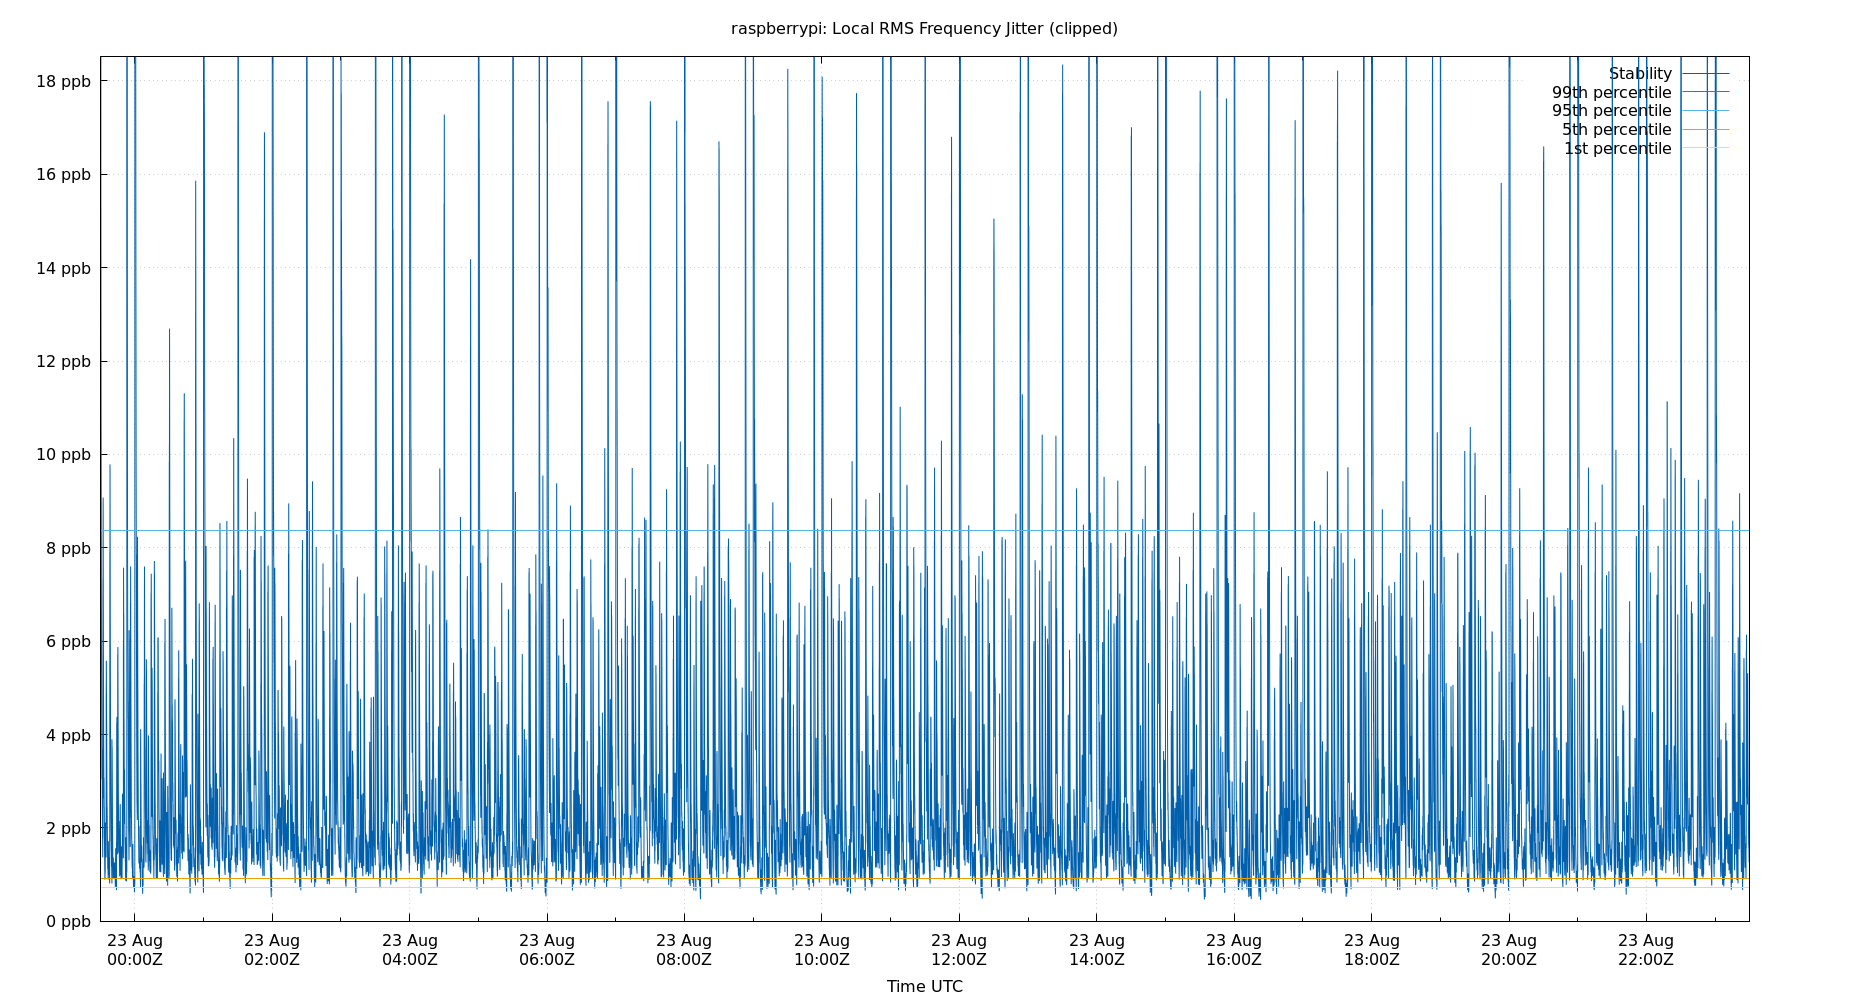 raspberrypi: Local RMS Frequency Jitter (clipped)
18 ppb
16 ppb
14 ppb
12 ppb
10 ppb
8 ppb
6 ppb
4 ppb
2 ppb
0 ppb
Stability
99th percentile
95th percentile
5th percentile
1st percentile
23 Aug 23 Aug 23 Aug 23 Aug 23 Aug 23 Aug 23 Aug 23 Aug 23 Aug 23 Aug 23 Aug 23 Aug
00:00Z 02:00Z 04:00Z 06:00Z 08:00Z 10:00Z 12:00Z 14:00Z 16:00Z 18:00Z 20:00Z 22:00Z
Time UTC